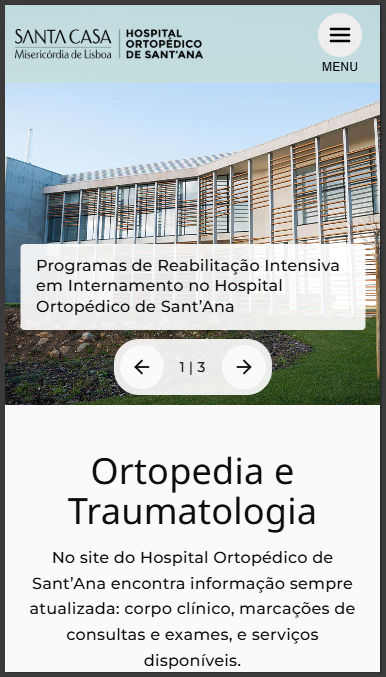 SANTA CASA
Misericórdia de Lisboa
HOSPITAL
ORTOPÉDICO
DE SANT'ANA
MENU
Programas de Reabilitação Intensiva
em Internamento no Hospital
Ortopédico de Sant’Ana
1 | 3
Ortopedia e
Traumatologia
No site do Hospital Ortopédico de
Sant’Ana encontra informação sempre
atualizada: corpo clínico, marcações de
consultas e exames, e serviços
disponíveis.